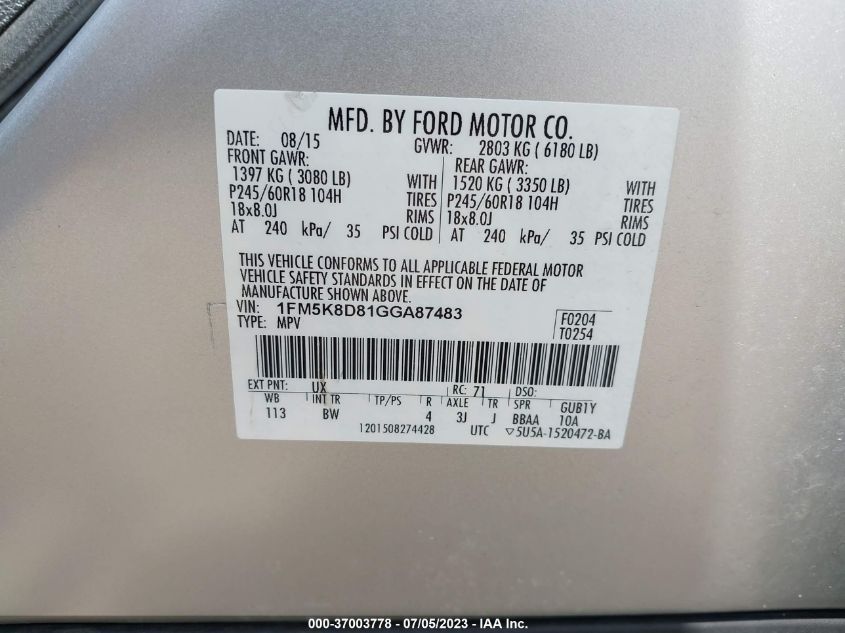 MFD. BY FORD MOTOR CO.
DATE: 08/15 GVWR: 2803 KG ( 6180 LB)
FRONT GAWR: REAR GAWR:
1397 KG ( 3080 LB) WITH 1520 KG ( 3350 LB) WITH
P245/60R18 104H TIRES P245/60R18 104H TIRES
18x8.0J RIMS 18x8.0J RIMS
AT 240 kPa/ 35 PSI COLD AT 240 kPa/ 35 PSI COLD
THIS VEHICLE CONFORMS TO ALL APPLICABLE FEDERAL MOTOR
VEHICLE SAFETY STANDARDS IN EFFECT ON THE DATE OF
MANUFACTURE SHOWN ABOVE.
VIN: 1FM5K8D81GGA87483 F0204
TYPE: MPV T0254
EXT PNT: UX RC: 71 DSO:
WB INT TR TP/PS R AXLE TR SPR GUB1Y
113 BW 4 3J J BBAA 10A
1201508274428 UTC ▽5U5A-1520472-BA
000-37003778 / 07/05/2023 - IAA Inc.